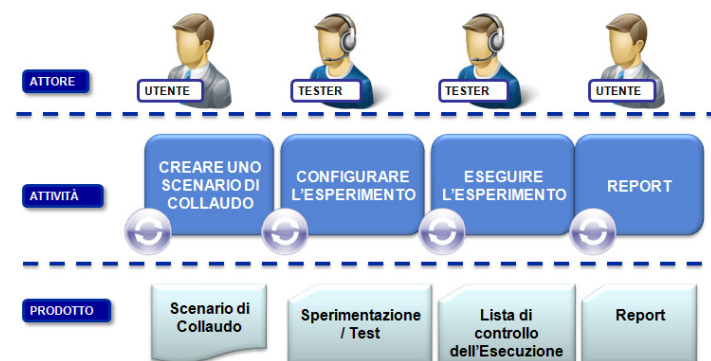 ATTORE
UTENTE
TESTER
TESTER
UTENTE
ATTIVITÀ
CREARE UNO
SCENARIO DI
COLLAUDO
CONFIGURARE
L'ESPERIMENTO
ESEGUIRE
L'ESPERIMENTO
REPORT
PRODOTTO
Scenario di
Collaudo
Sperimentazione
/ Test
Lista di
controllo
dell'Esecuzione
Report